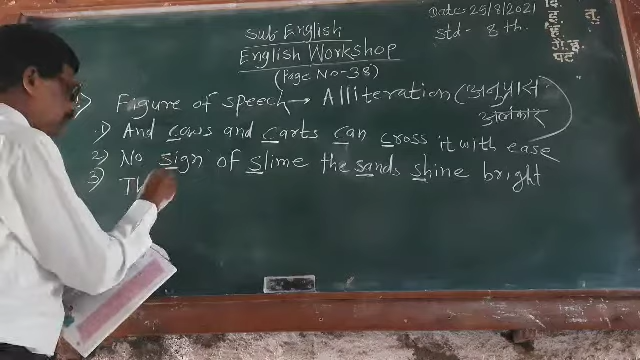 Sub-English
English Workshop
(Page No-38)
Date: 25/8/2021
Std- 8th.
Figure of speech → Alliteration (अनुप्रास
अलंकार)
1) And cows and carts can cross it with ease
2) No sign of slime the sands shine bright
3) Th